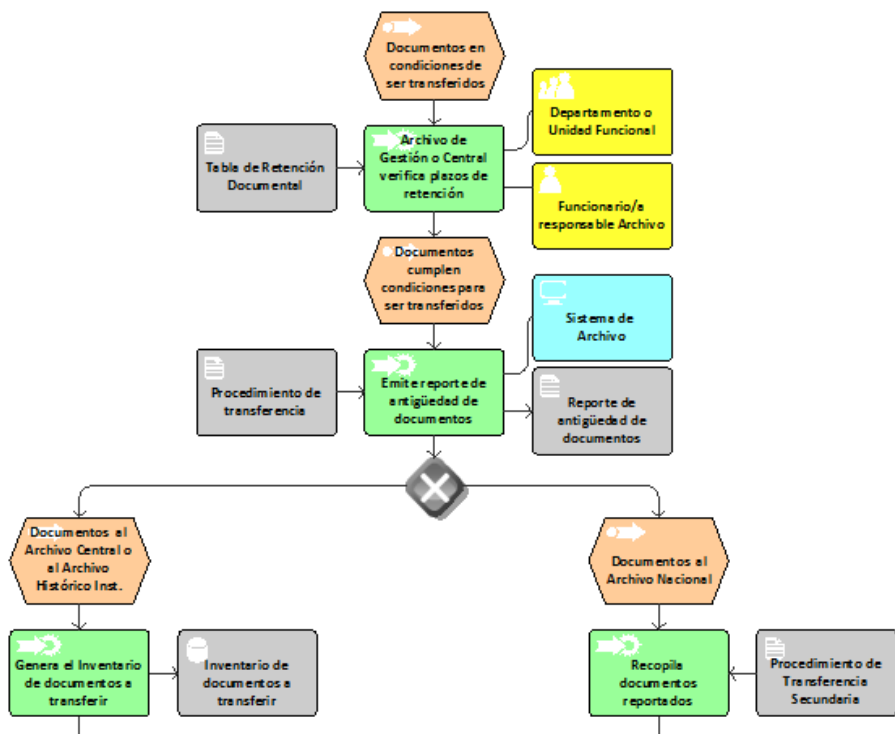 Documentos en
condiciones de
ser transferidos
Departamento o
Unidad Funcional
Tabla de Retención
Documental
Archivo de
Gestión o Central
verifica plazos de
retención
Funcionario/a
responsable Archivo
Documentos
cumplen
condiciones para
ser transferidos
Sistema de
Archivo
Procedimiento de
transferencia
Emite reporte de
antigüedad de
documentos
Reporte de
antigüedad de
documentos
Documentos al
Archivo Central o
al Archivo
Histórico Inst.
Documentos al
Archivo Nacional
Genera el Inventario
de documentos a
transferir
Inventario de
documentos a
transferir
Recopila
documentos
reportados
Procedimiento de
Transferencia
Secundaria